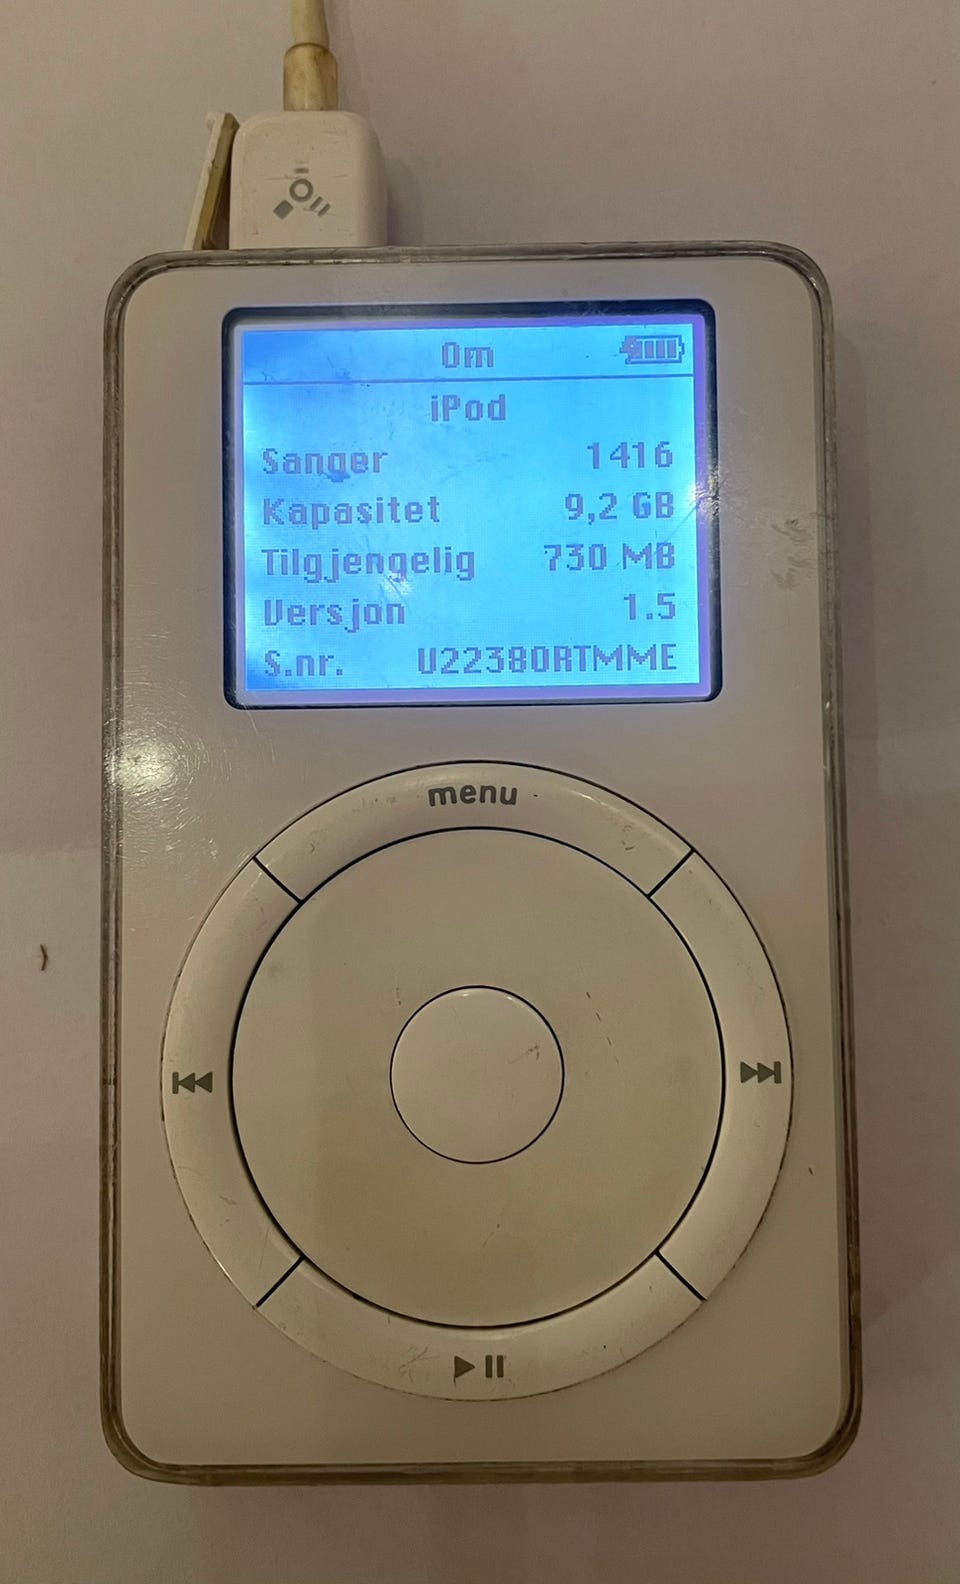 Om
iPod
Sanger 1416
Kapasitet 9,2 GB
Tilgjengelig 730 MB
Versjon 1.5
S.nr. U22380RTMME
menu